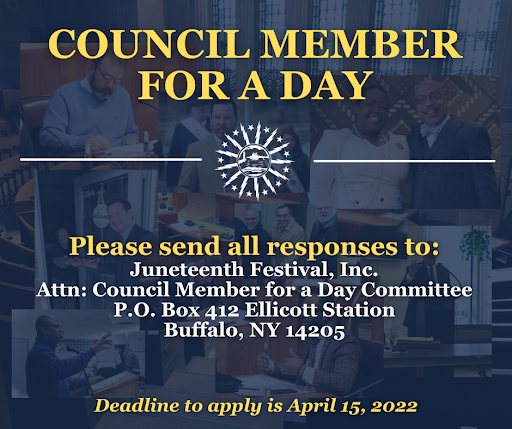 COUNCIL MEMBER
FOR A DAY
Please send all responses to:
Juneteenth Festival, Inc.
Attn: Council Member for a Day Committee
P.O. Box 412 Ellicott Station
Buffalo, NY 14205
Deadline to apply is April 15, 2022